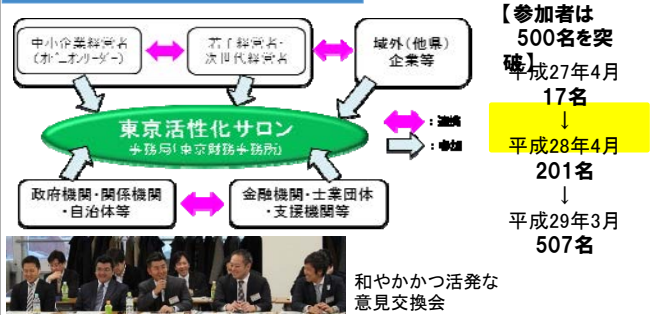 中小企業経営者
(オピニオンリーダー)
若手経営者・
次世代経営者
域外(他県)
企業等
東京活性化サロン
事務局(東京財務事務所)
:連携
:参加
政府機関・関係機関
・自治体等
金融機関・士業団体
・支援機関等
【参加者は
500名を突
破】
平成27年4月
17名
↓
平成28年4月
201名
↓
平成29年3月
507名
和やかかつ活発な
意見交換会